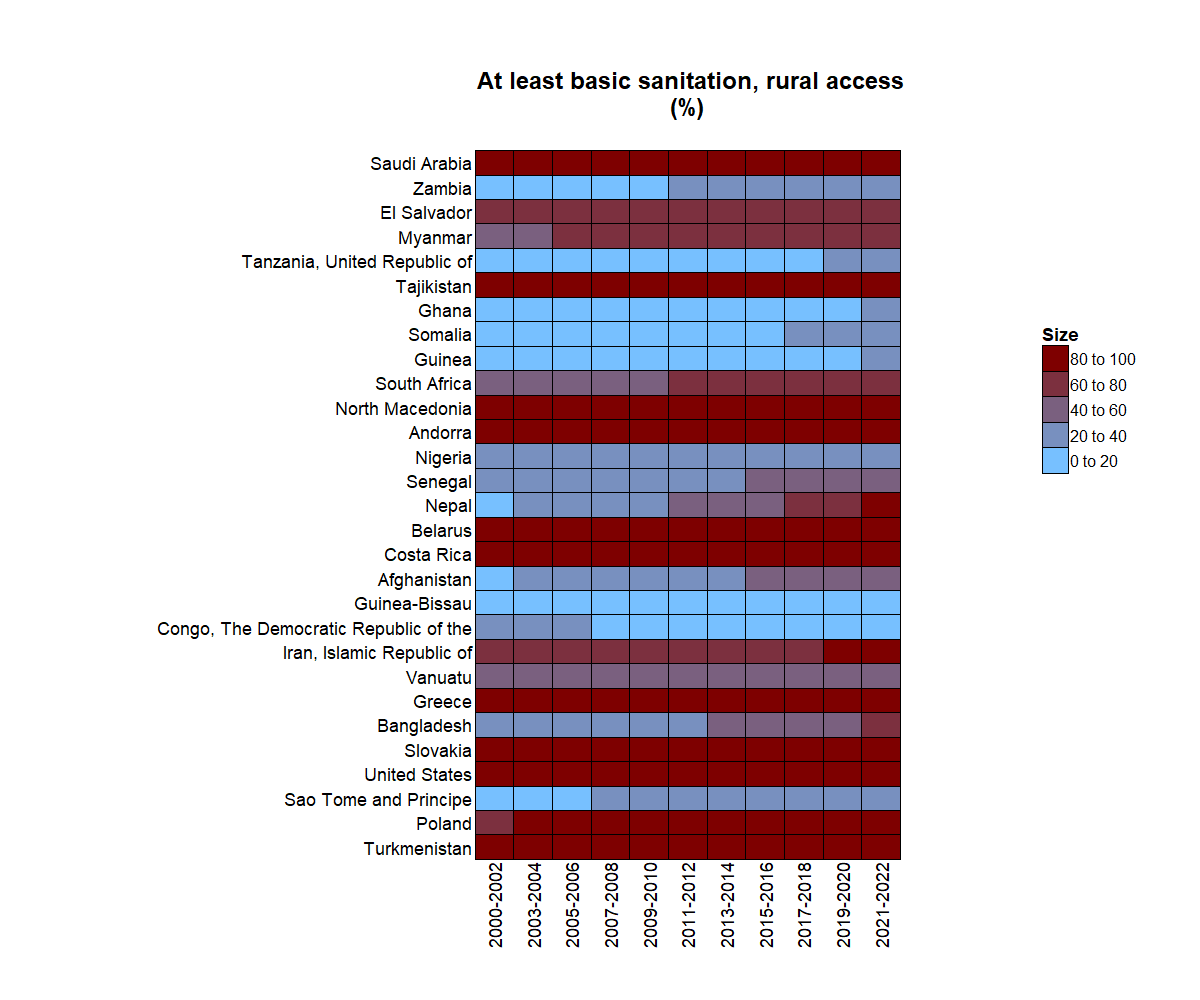 At least basic sanitation, rural access
(%)
Saudi Arabia
Zambia
El Salvador
Myanmar
Tanzania, United Republic of
Tajikistan
Ghana
Somalia
Guinea
South Africa
North Macedonia
Andorra
Nigeria
Senegal
Nepal
Belarus
Costa Rica
Afghanistan
Guinea-Bissau
Congo, The Democratic Republic of the
Iran, Islamic Republic of
Vanuatu
Greece
Bangladesh
Slovakia
United States
Sao Tome and Principe
Poland
Turkmenistan
2000-2002
2003-2004
2005-2006
2007-2008
2009-2010
2011-2012
2013-2014
2015-2016
2017-2018
2019-2020
2021-2022
Size
80 to 100
60 to 80
40 to 60
20 to 40
0 to 20